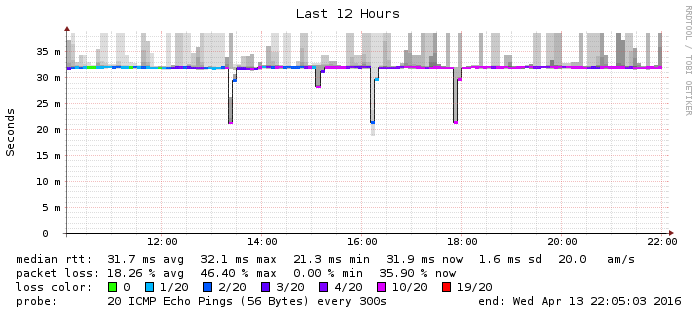 Last 12 Hours
RRDTOOL / TOBI OETIKER
Seconds
35 m
30 m
25 m
20 m
15 m
10 m
5 m
0
12:00 14:00 16:00 18:00 20:00 22:00
median rtt: 31.7 ms avg 32.1 ms max 21.3 ms min 31.9 ms now 1.6 ms sd 20.0 am/s
packet loss: 18.26 % avg 46.40 % max 0.00 % min 35.90 % now
loss color: 0 1/20 2/20 3/20 4/20 10/20 19/20
probe: 20 ICMP Echo Pings (56 Bytes) every 300s end: Wed Apr 13 22:05:03 2016